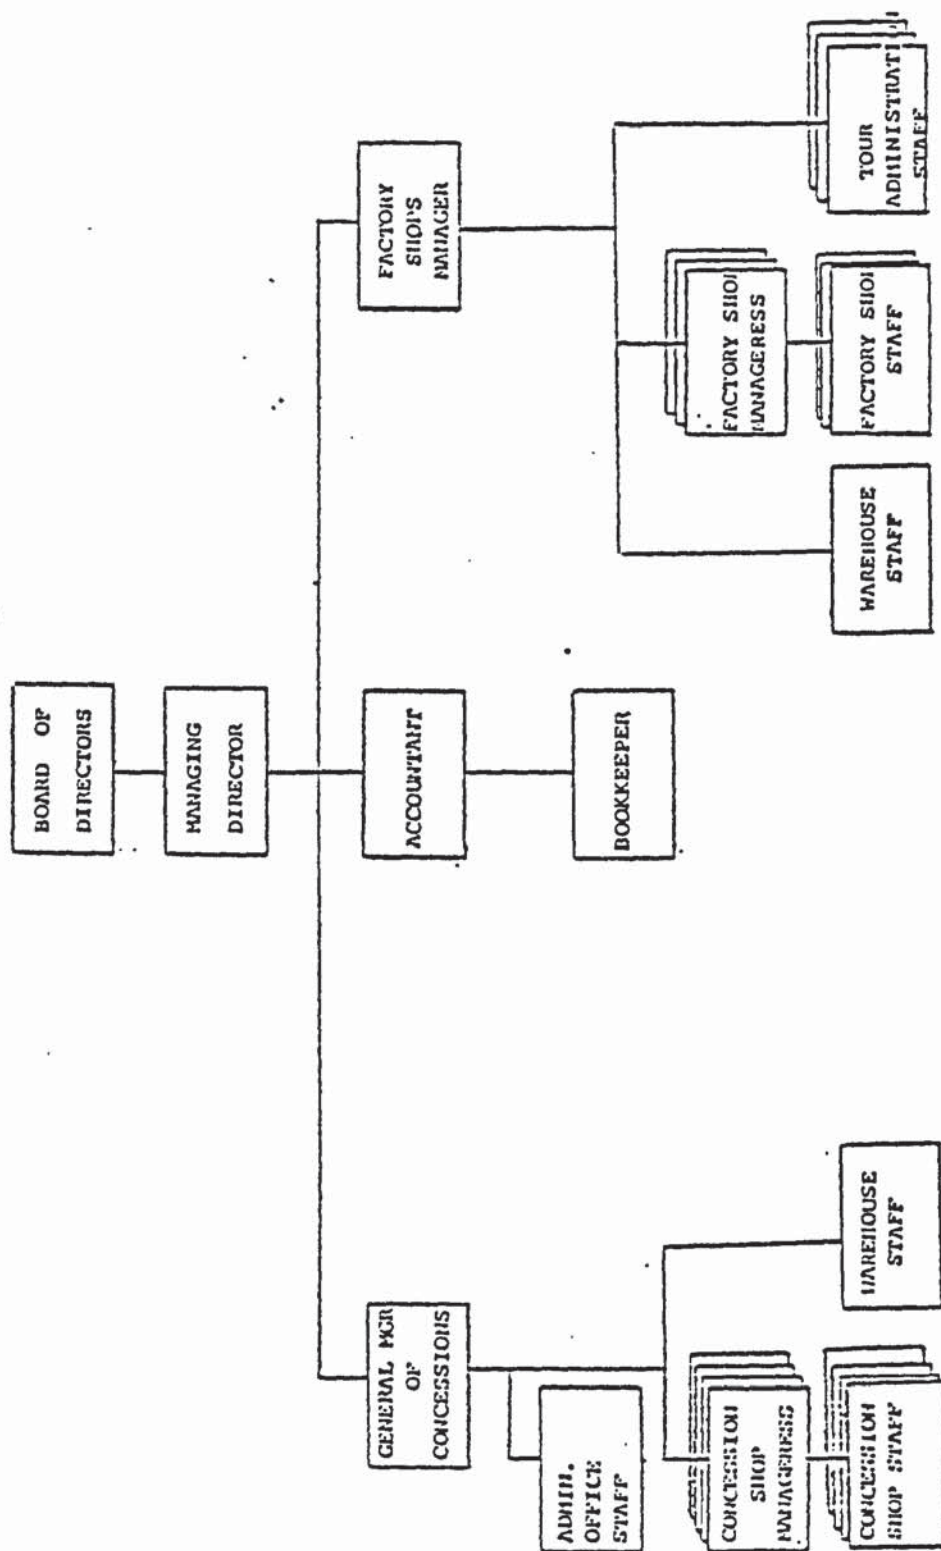 BOARD OF
DIRECTORS
MANAGING
DIRECTOR
GENERAL MGR
OF
CONCESSIONS
ACCOUNTANT
FACTORY
SHOPS
MANAGER
ADMIN.
OFFICE
STAFF
BOOKKEEPER
CONCESSION
SHOP
MANAGERESS
FACTORY SHOP
MANAGERESS
CONCESSION
SHOP STAFF
WAREHOUSE
STAFF
WAREHOUSE
STAFF
FACTORY SHOP
STAFF
TOUR
ADMINISTRATI
STAFF